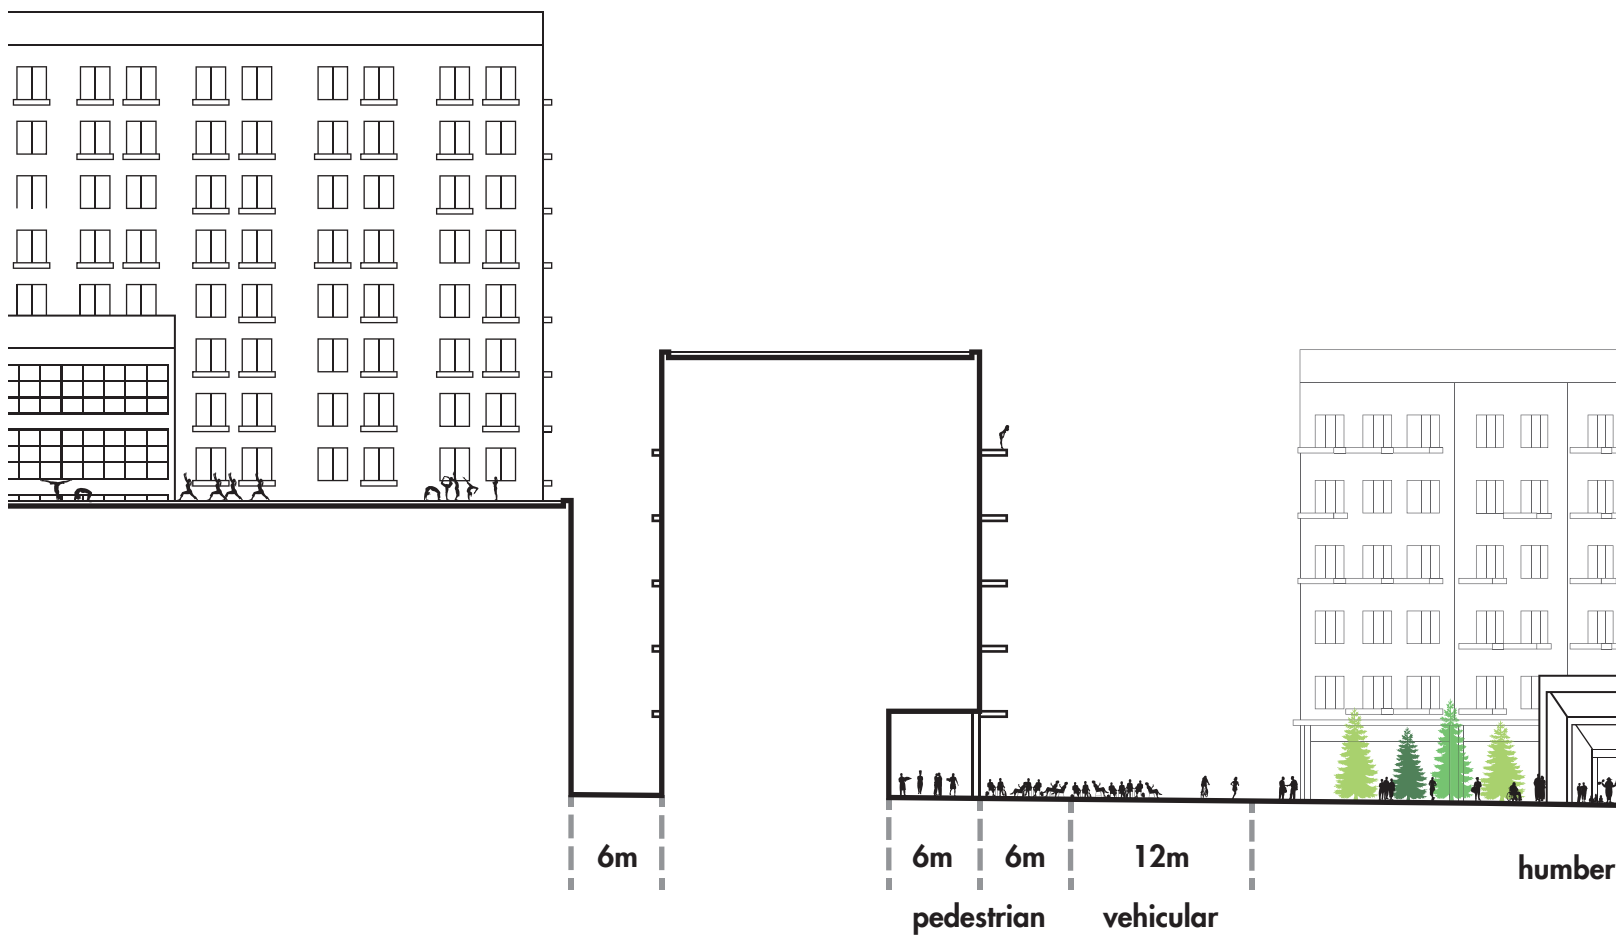 6m
6m
6m
12m
humber
pedestrian
vehicular